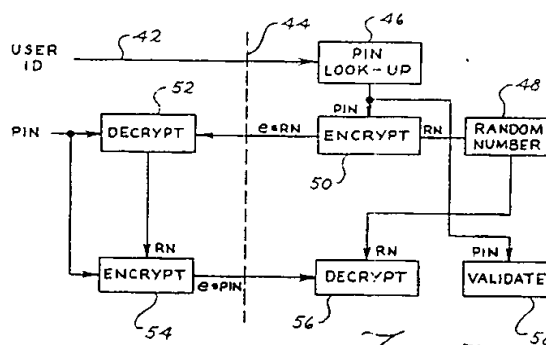 USER ID
42
44
46
PIN LOOK-UP
52
48
PIN
DECRYPT
e*RN
PIN
ENCRYPT
RN
RANDOM NUMBER
50
RN
RN
PIN
ENCRYPT
e*PIN
DECRYPT
VALIDATE
54
56